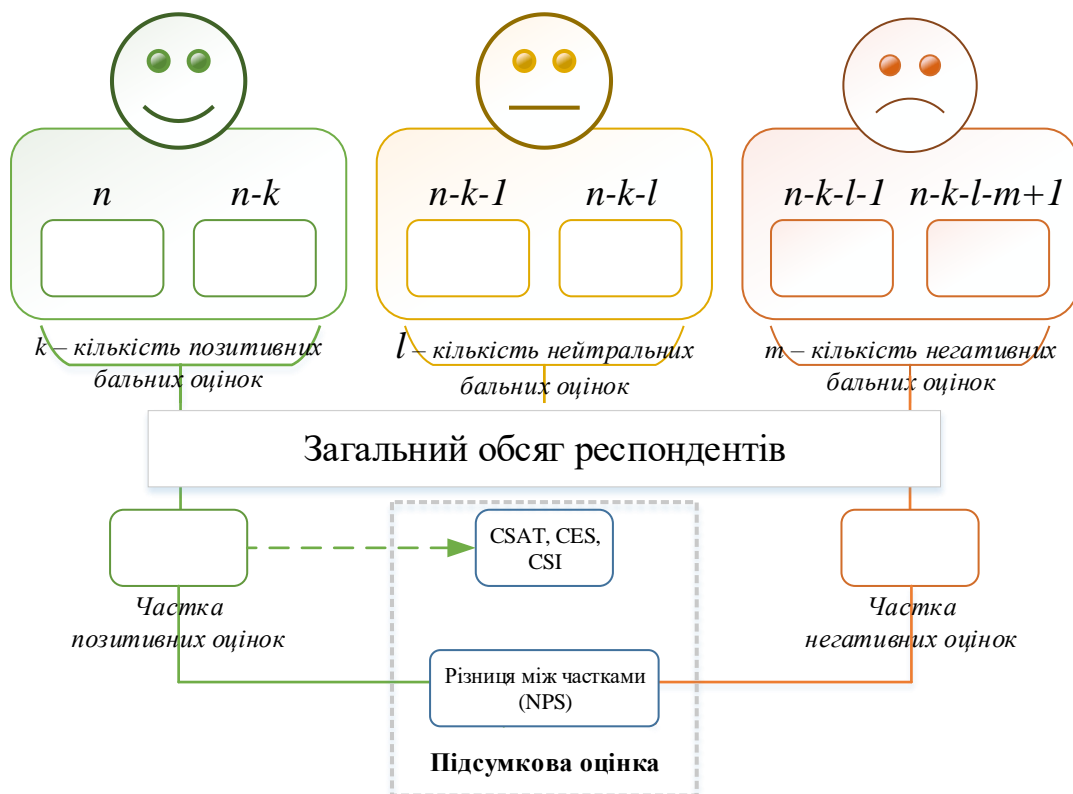 n n-k
n-k-1 n-k-l
n-k-l-1 n-k-l-m+1
k – кількість позитивних
бальних оцінок
l – кількість нейтральних
бальних оцінок
m – кількість негативних
бальних оцінок
Загальний обсяг респондентів
CSAT, CES,
CSI
Частка
позитивних оцінок
Частка
негативних оцінок
Різниця між частками
(NPS)
Підсумкова оцінка